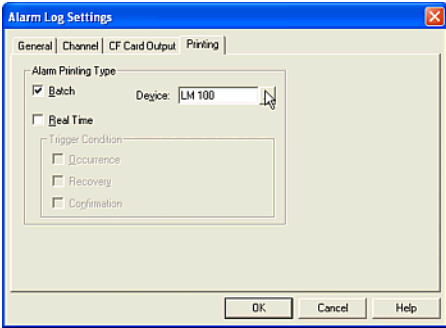 Alarm Log Settings
General Channel CF Card Output Printing
Alarm Printing Type
Batch Device: LM 100
Real Time
Trigger Condition
Occurrence
Recovery
Confirmation
OK Cancel Help